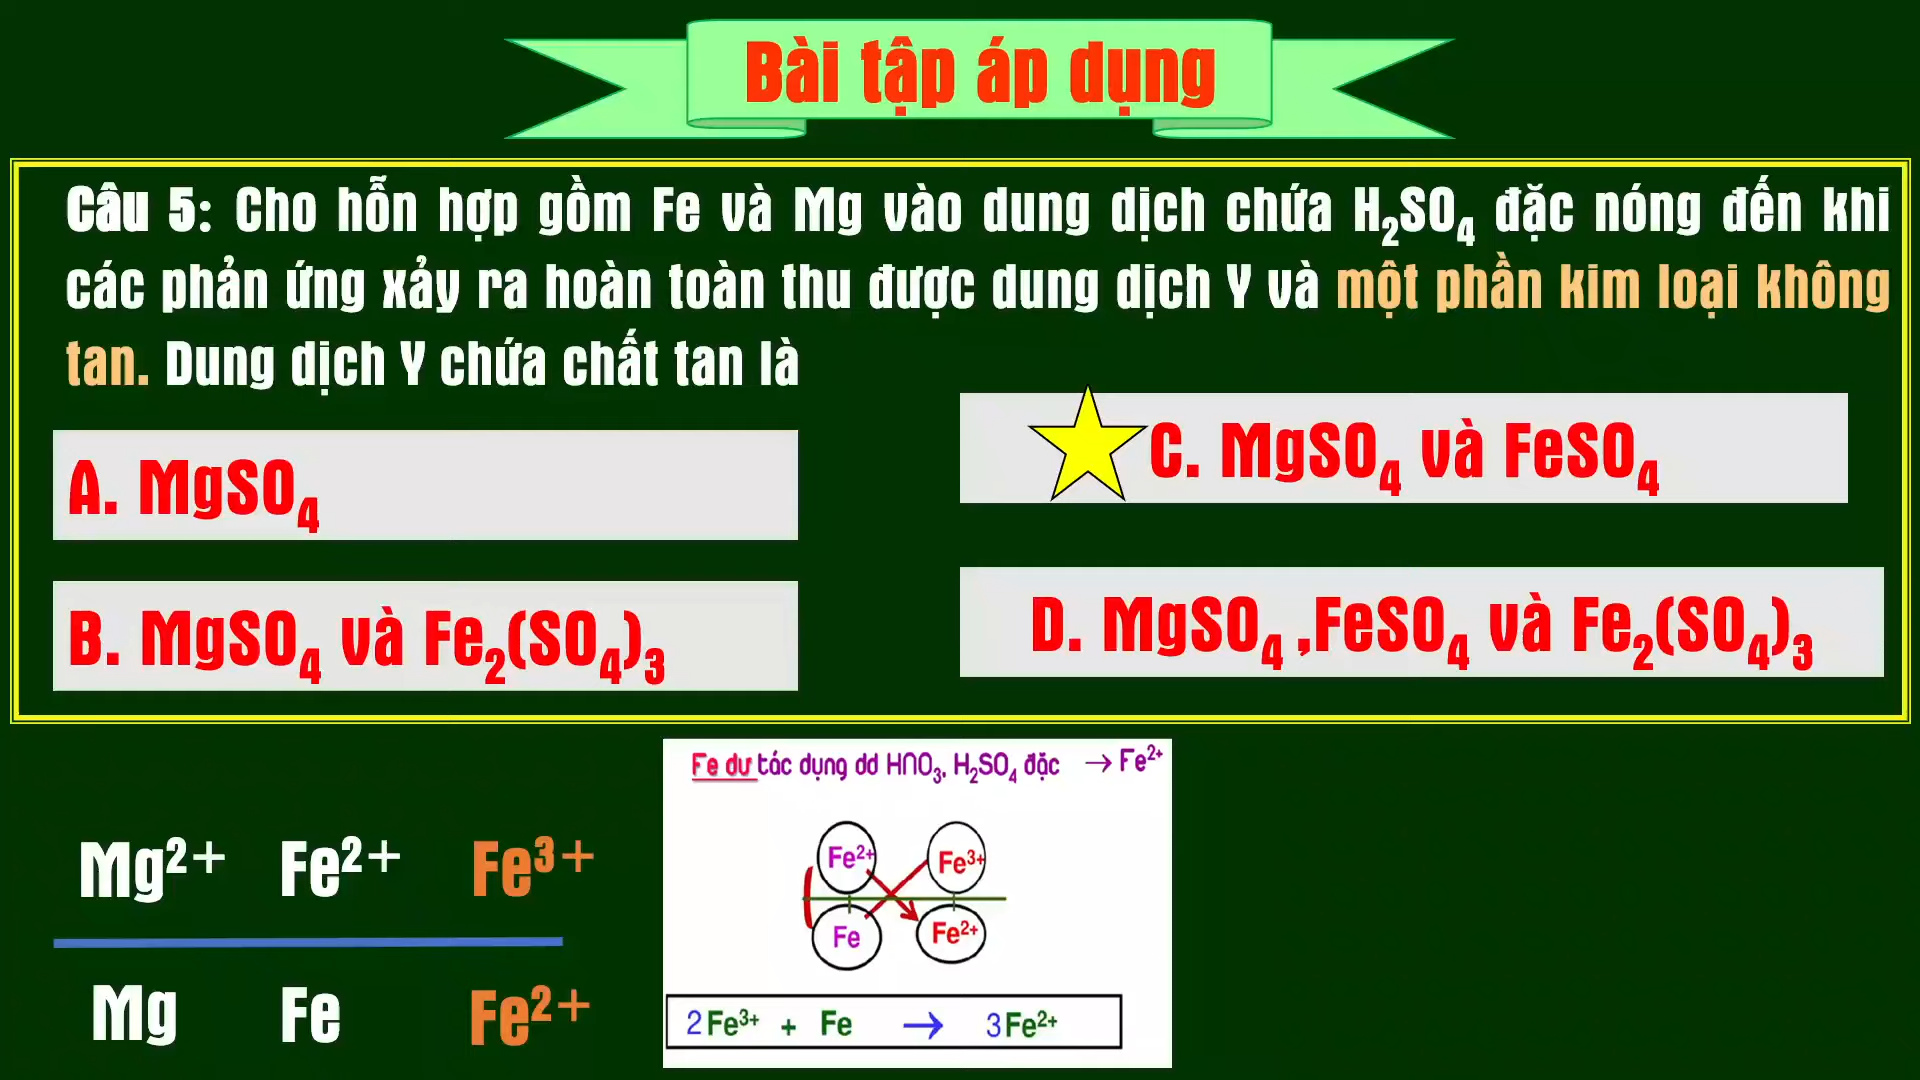 Bài tập áp dụng
Câu 5: Cho hỗn hợp gồm Fe và Mg vào dung dịch chứa H₂SO₄ đặc nóng đến khi
các phản ứng xảy ra hoàn toàn thu được dung dịch Y và một phần kim loại không
tan. Dung dịch Y chứa chất tan là
A. MgSO₄
B. MgSO₄ và Fe₂(SO₄)₃
C. MgSO₄ và FeSO₄
D. MgSO₄ ,FeSO₄ và Fe₂(SO₄)₃
Mg²⁺ Fe²⁺ Fe³⁺
Mg Fe Fe²⁺
Fe dư tác dụng dd HNO₃, H₂SO₄ đặc → Fe²⁺
Fe²⁺ Fe³⁺
Fe Fe²⁺
2Fe³⁺ + Fe → 3Fe²⁺